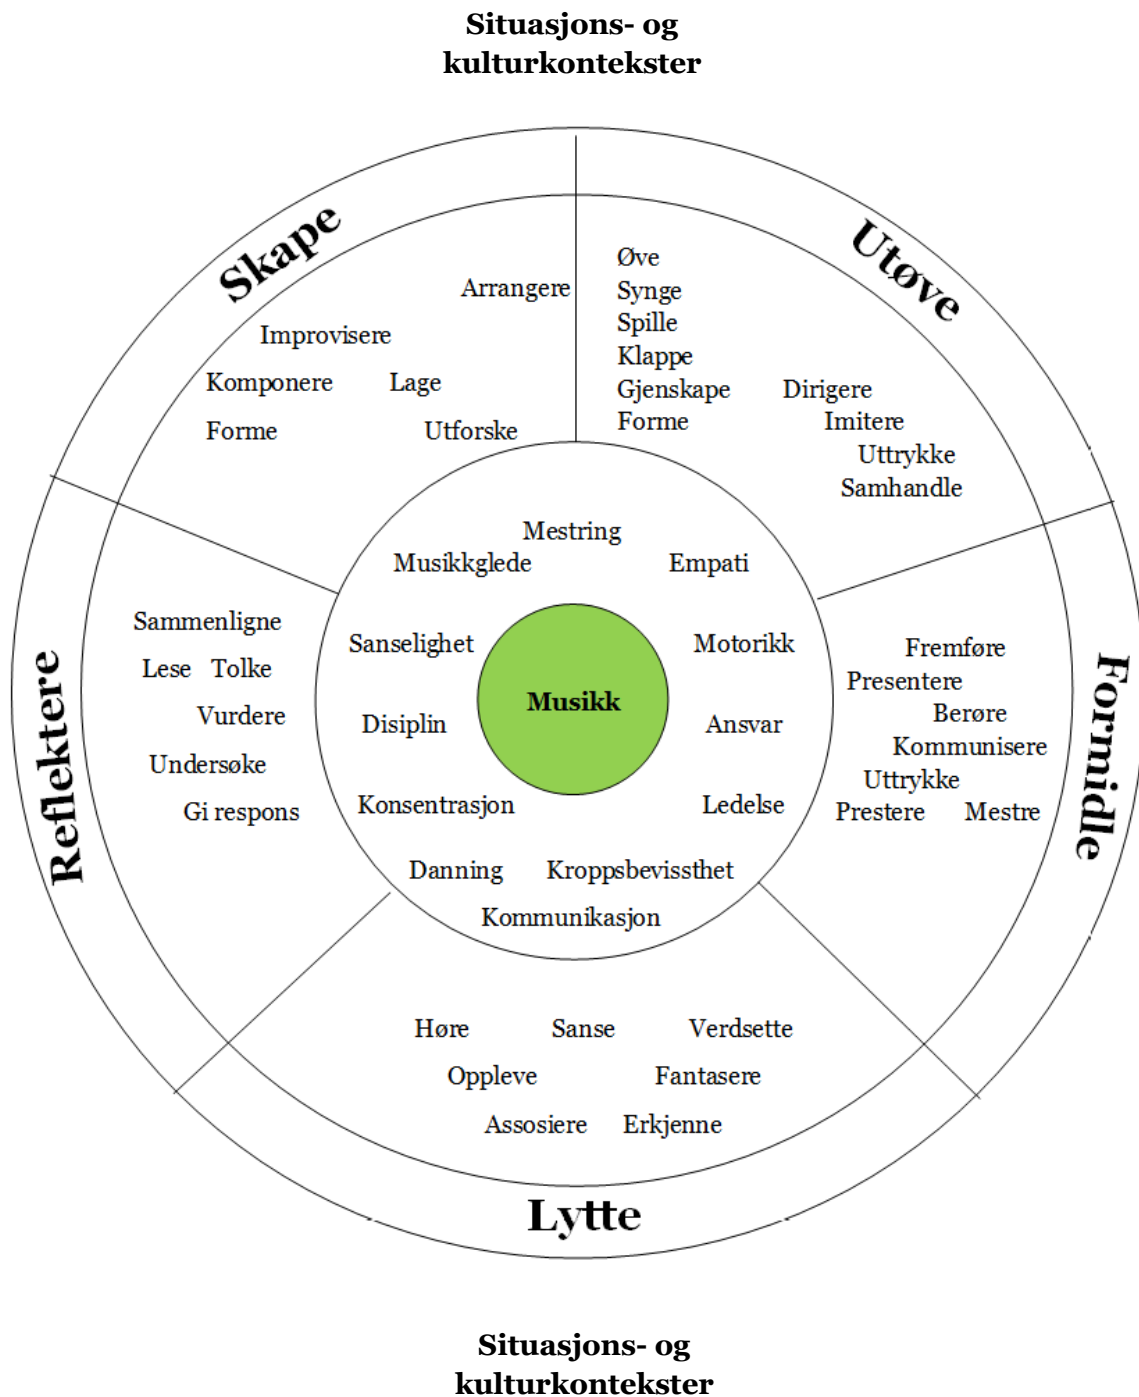 Situasjons- og
kulturkontekster
Skape
Arrangere
Improvisere
Komponere Lage
Forme Utforske
Utøve
Øve
Synge
Spille
Klappe
Gjenskape Dirigere
Forme Imitere
Uttrykke
Samhandle
Mestring
Musikkglede Empati
Sanselighet Motorikk
Musikk
Disiplin Ansvar
Konsentrasjon Ledelse
Danning Kroppsbevissthet
Kommunikasjon
Reflektere
Sammenligne
Lese Tolke
Vurdere
Undersøke
Gi respons
Formidle
Fremføre
Presentere
Berøre
Kommunisere
Uttrykke
Prestere Mestre
Høre Sanse Verdsette
Oppleve Fantasere
Assosiere Erkjenne
Lytte
Situasjons- og
kulturkontekster